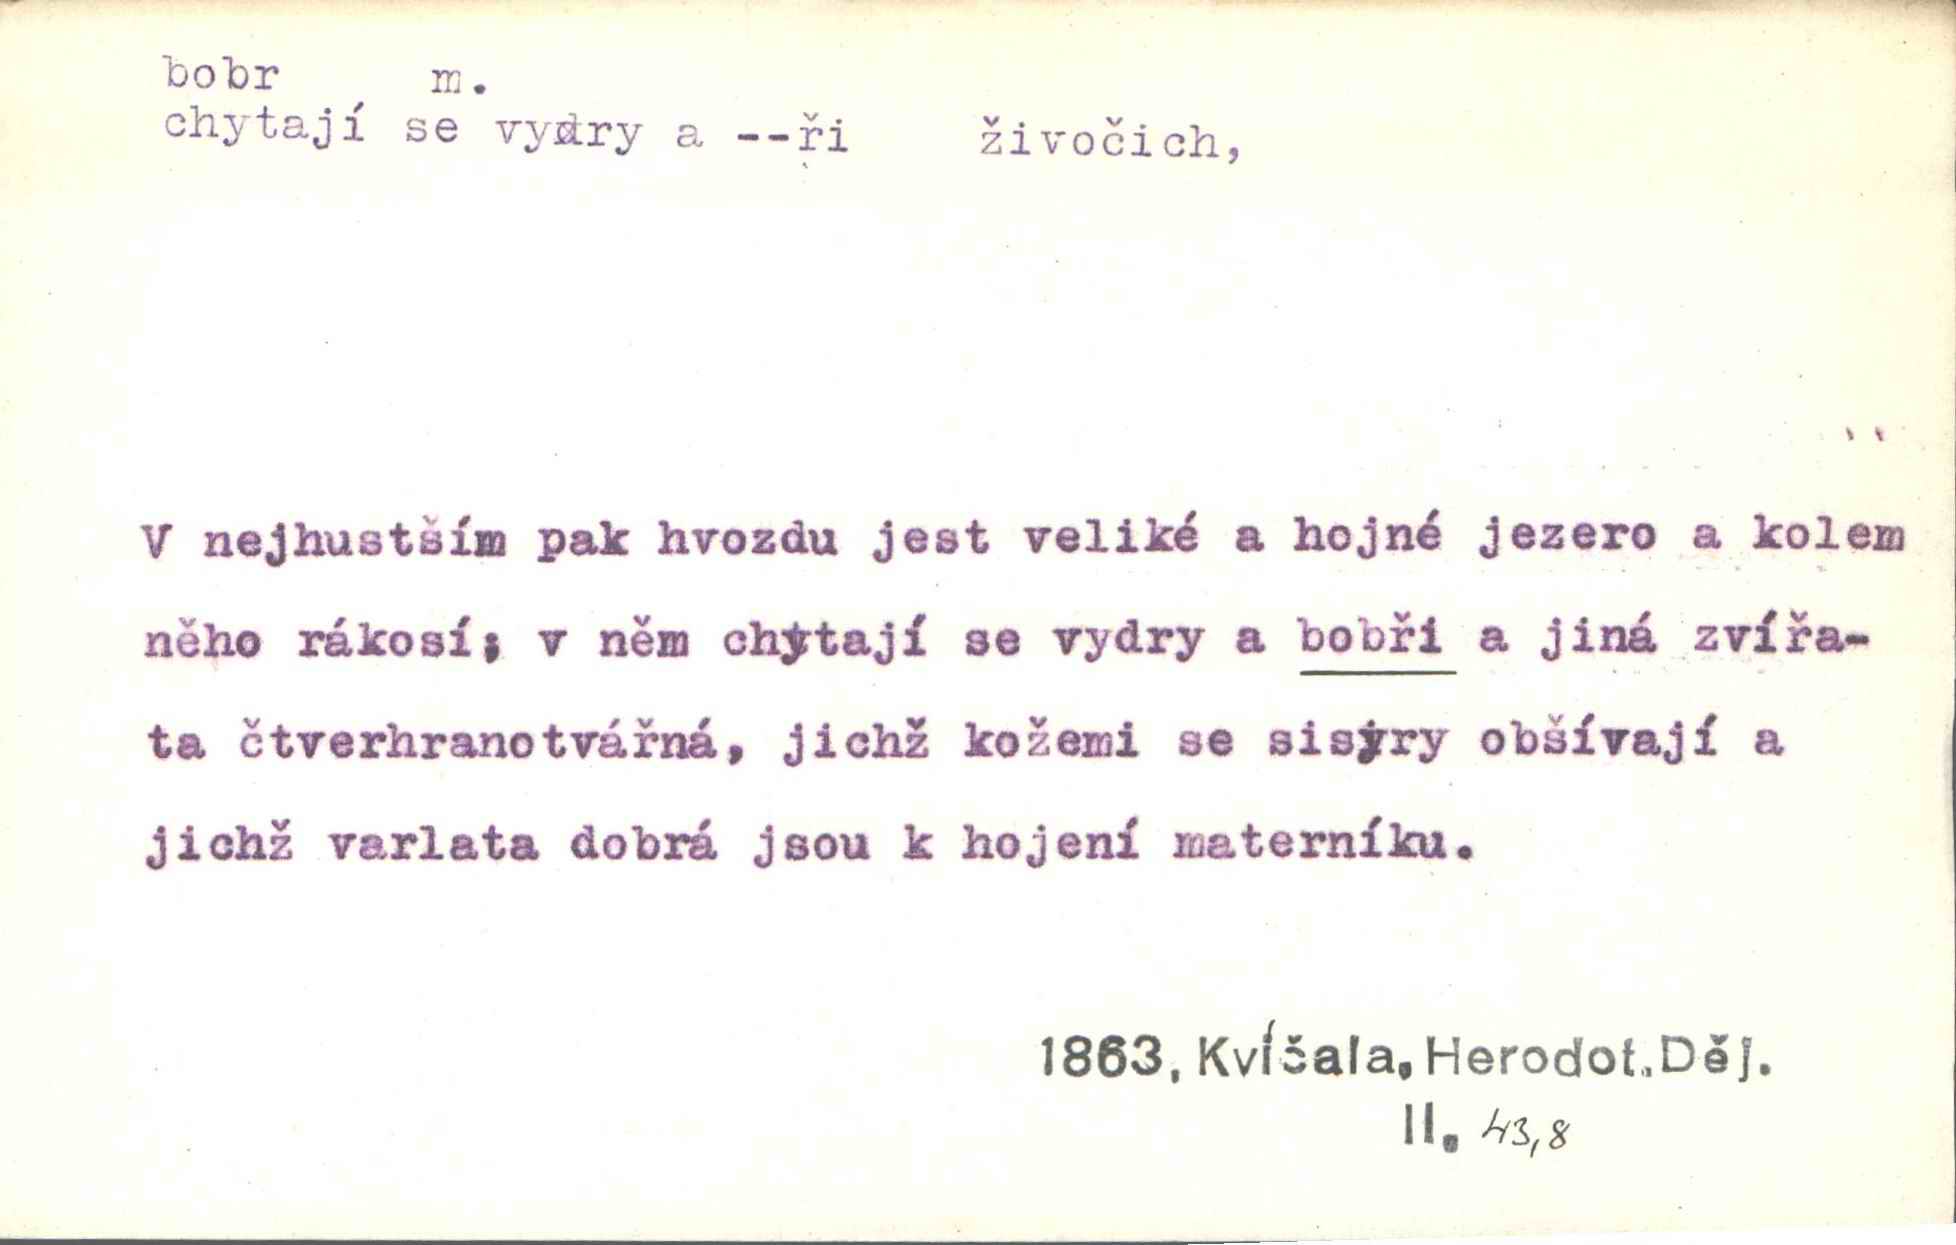 bobr m.
chytají se vydry a --ři živočich,
V nejhustším pak hvozdu jest veliké a hojné jezero a kolem
něho rákosí; v něm chytají se vydry a bobři a jiná zvířa-
ta čtverhranotvářná, jichž kožemi se sisyry obšívají a
jichž varlata dobrá jsou k hojení materníku.
1863, Kvíčala, Herodot. Děj.
II. 43,8